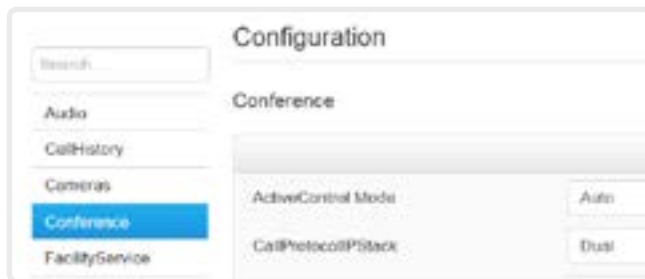 Configuration
Search
Conference
Audio
CallHistory
Cameras
Conference
FacilityService
ActiveControl Mode
Auto
CallProtocolIPStack
Dual